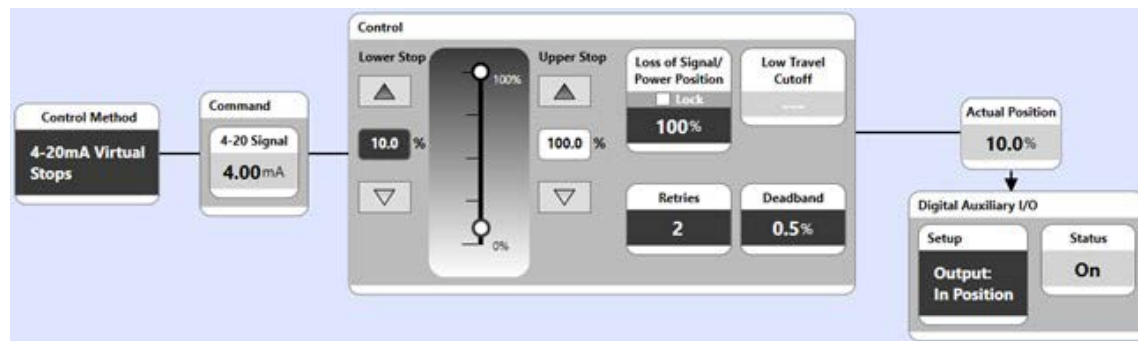 Control Method
4-20mA Virtual
Stops
Command
4-20 Signal
4.00mA
Control
Lower Stop
10.0 %
100%
0%
Upper Stop
100.0 %
Loss of Signal/
Power Position
Lock
100%
Low Travel
Cutoff
---
Retries
2
Deadband
0.5%
Actual Position
10.0%
Digital Auxiliary I/O
Setup
Output:
In Position
Status
On